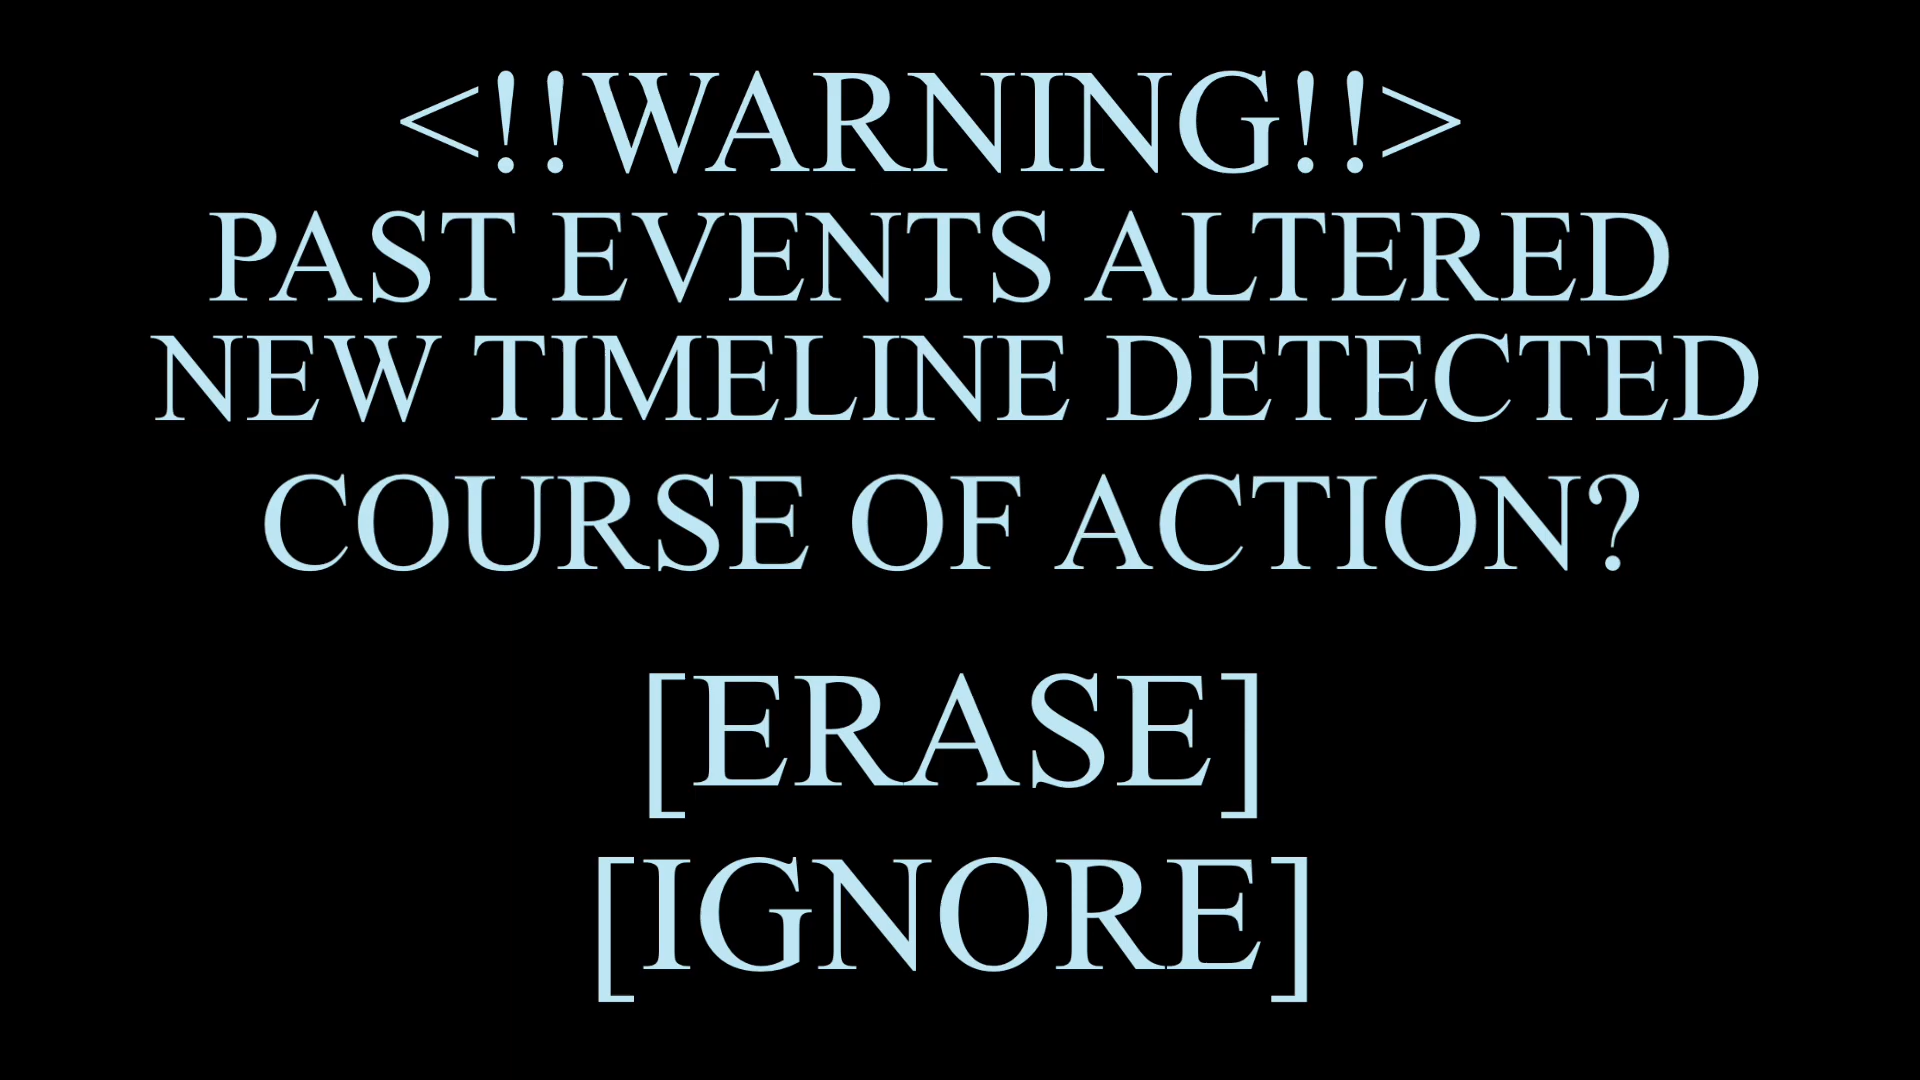 <!!WARNING!!>
PAST EVENTS ALTERED
NEW TIMELINE DETECTED
COURSE OF ACTION?
[ERASE]
[IGNORE]